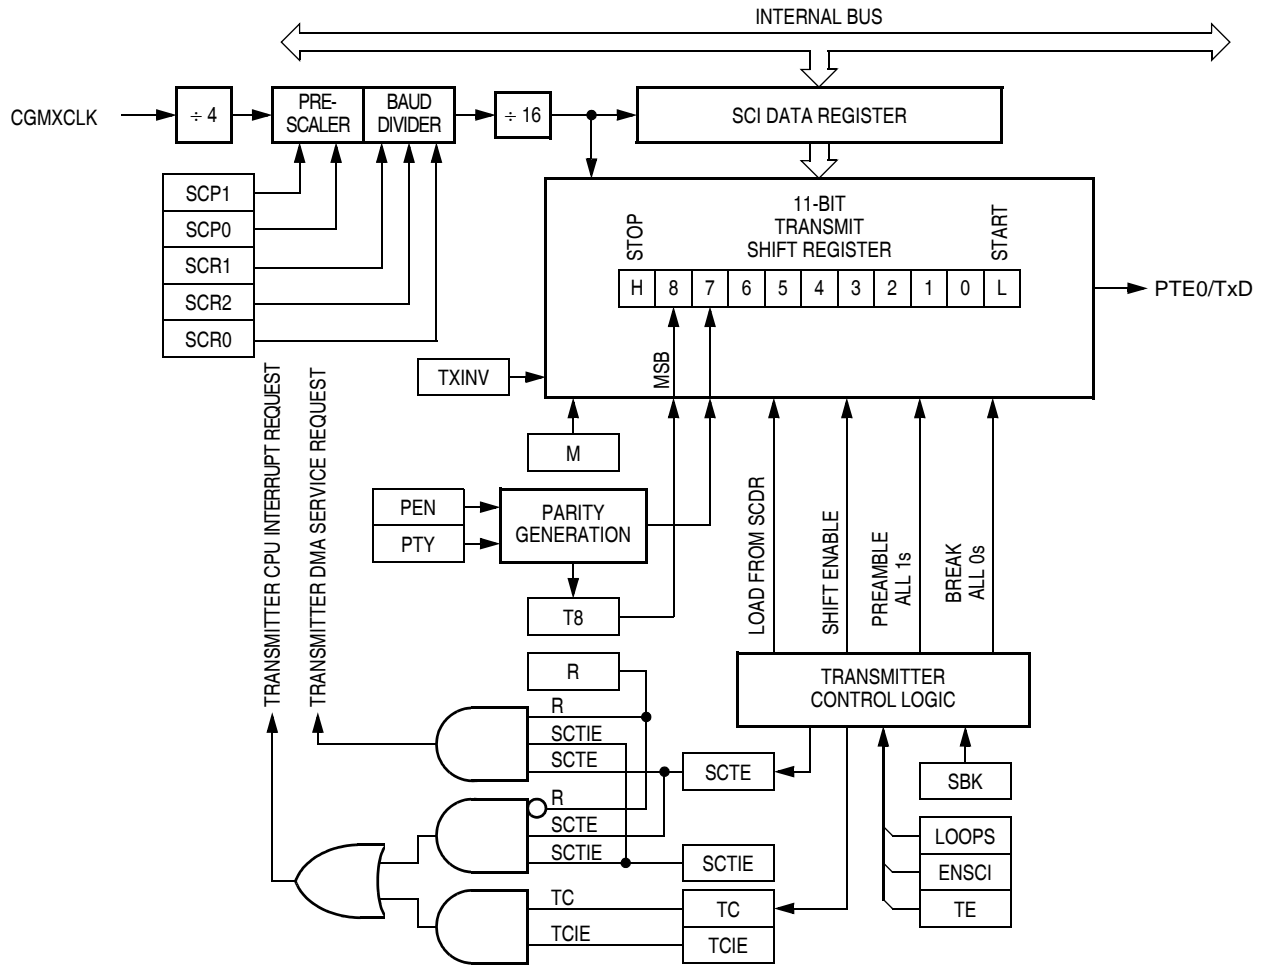 INTERNAL BUS
CGMXCLK
÷ 4
PRE-
SCALER
BAUD
DIVIDER
÷ 16
SCI DATA REGISTER
SCP1
SCP0
SCR1
SCR2
SCR0
11-BIT
TRANSMIT
SHIFT REGISTER
STOP
START
H 8 7 6 5 4 3 2 1 0 L
PTE0/TxD
MSB
TXINV
M
PEN
PTY
PARITY
GENERATION
T8
TRANSMITTER CPU INTERRUPT REQUEST
TRANSMITTER DMA SERVICE REQUEST
LOAD FROM SCDR
SHIFT ENABLE
PREAMBLE
ALL 1s
BREAK
ALL 0s
TRANSMITTER
CONTROL LOGIC
R
R
SCTIE
SCTE
SCTE
SBK
R
SCTE
SCTIE
SCTIE
LOOPS
ENSCI
TE
TC
TC
TCIE
TCIE